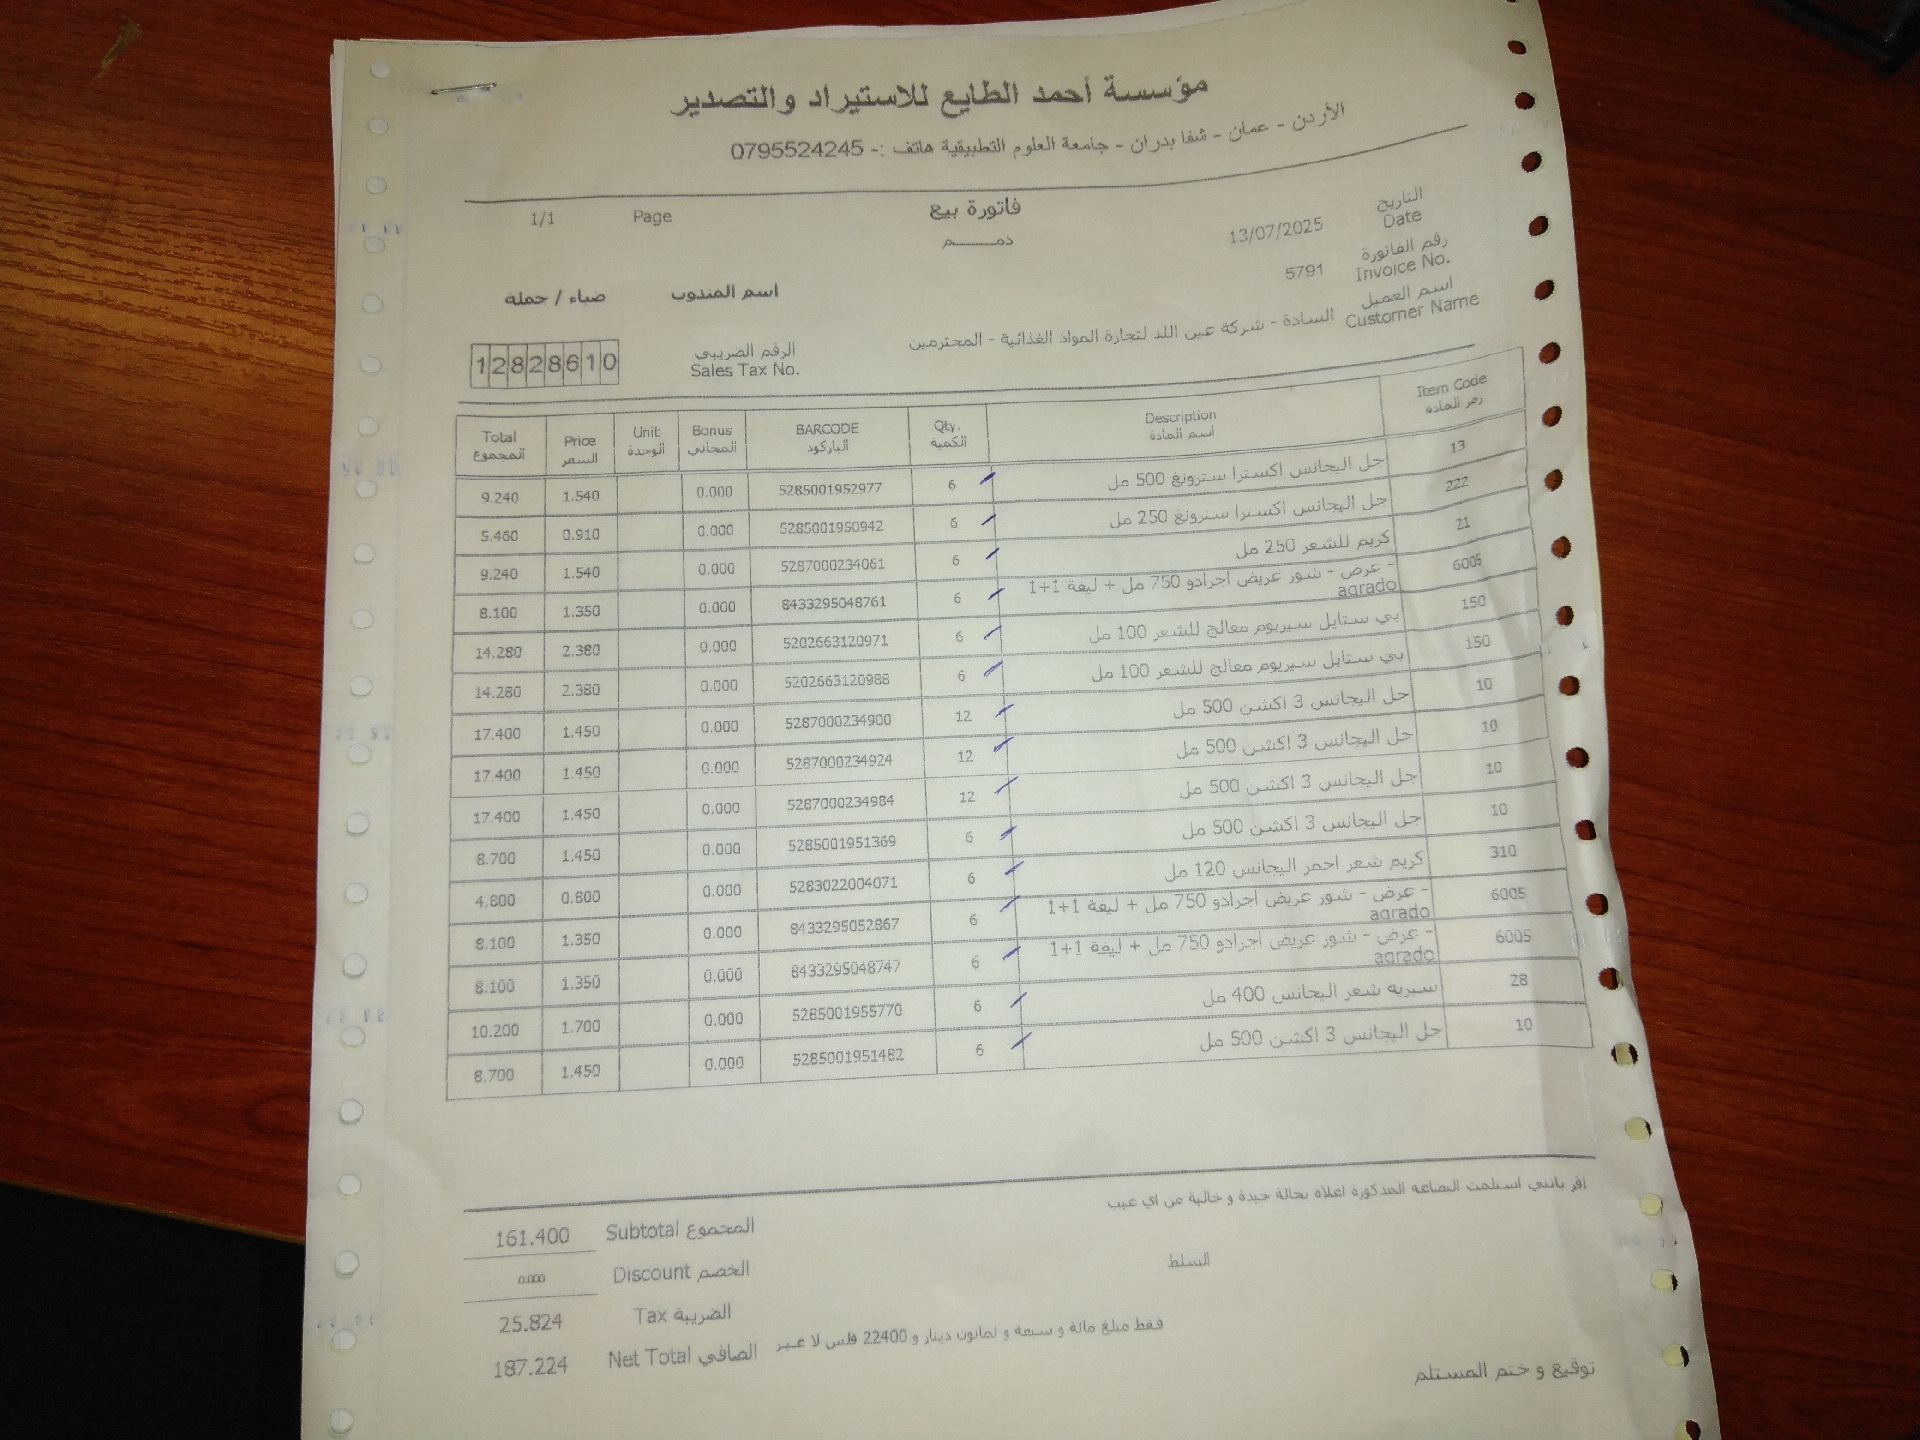 مؤسسة أحمد الطايع للاستيراد والتصدير
الأردن - عمان - شفا بدران - جامعة العلوم التطبيقية هاتف :- 0795524245
فاتورة بيع
ذمم
Page 1/1
التاريخ
Date 13/07/2025
رقم الفاتورة
Invoice No. 5791
اسم العميل
Customer Name السادة - شركة عين اللد لتجارة المواد الغذائية - المحترمين
اسم المندوب ضياء / جملة
الرقم الضريبي
Sales Tax No. 12828610
Item Code Description Qty. BARCODE Bonus Unit Price Total
رمز المادة اسم المادة الكمية الباركود المجاني الوحدة السعر المجموع
13 جل اليجانس اكسترا سترونغ 500 مل 6 5285001952977 0.000 1.540 9.240
222 جل اليجانس اكسترا سترونغ 250 مل 6 5285001950942 0.000 0.910 5.460
21 كريم للشعر 250 مل 6 5287000234061 0.000 1.540 9.240
6005 - عرض - شور عريض اجرادو 750 مل + ليفة 1+1 agrado 6 8433295048761 0.000 1.350 8.100
150 بي ستايل سيريوم معالج للشعر 100 مل 6 5202663120971 0.000 2.380 14.280
150 بي ستايل سيريوم معالج للشعر 100 مل 6 5202663120988 0.000 2.380 14.280
10 جل اليجانس 3 اكشن 500 مل 12 5287000234900 0.000 1.450 17.400
10 جل اليجانس 3 اكشن 500 مل 12 5287000234924 0.000 1.450 17.400
10 جل اليجانس 3 اكشن 500 مل 12 5287000234984 0.000 1.450 17.400
10 جل اليجانس 3 اكشن 500 مل 6 5285001951369 0.000 1.450 8.700
310 كريم شعر احمر اليجانس 120 مل 6 5283022004071 0.000 0.800 4.800
6005 - عرض - شور عريض اجرادو 750 مل + ليفة 1+1 agrado 6 8433295052867 0.000 1.350 8.100
6005 - عرض - شور عريض اجرادو 750 مل + ليفة 1+1 agrado 6 8433295048747 0.000 1.350 8.100
28 سبريه شعر اليجانس 400 مل 6 5285001955770 0.000 1.700 10.200
10 جل اليجانس 3 اكشن 500 مل 6 5285001951482 0.000 1.450 8.700
اقر بانني استلمت البضاعه المذكورة اعلاه بحالة جيدة و خالية من اي عيب
المجموع Subtotal 161.400
السلط
الخصم Discount 0.000
الضريبة Tax 25.824
فقط مبلغ مائة و سبعة و ثمانون دينار و 22400 فلس لا غير
الصافي Net Total 187.224
توقيع و ختم المستلم